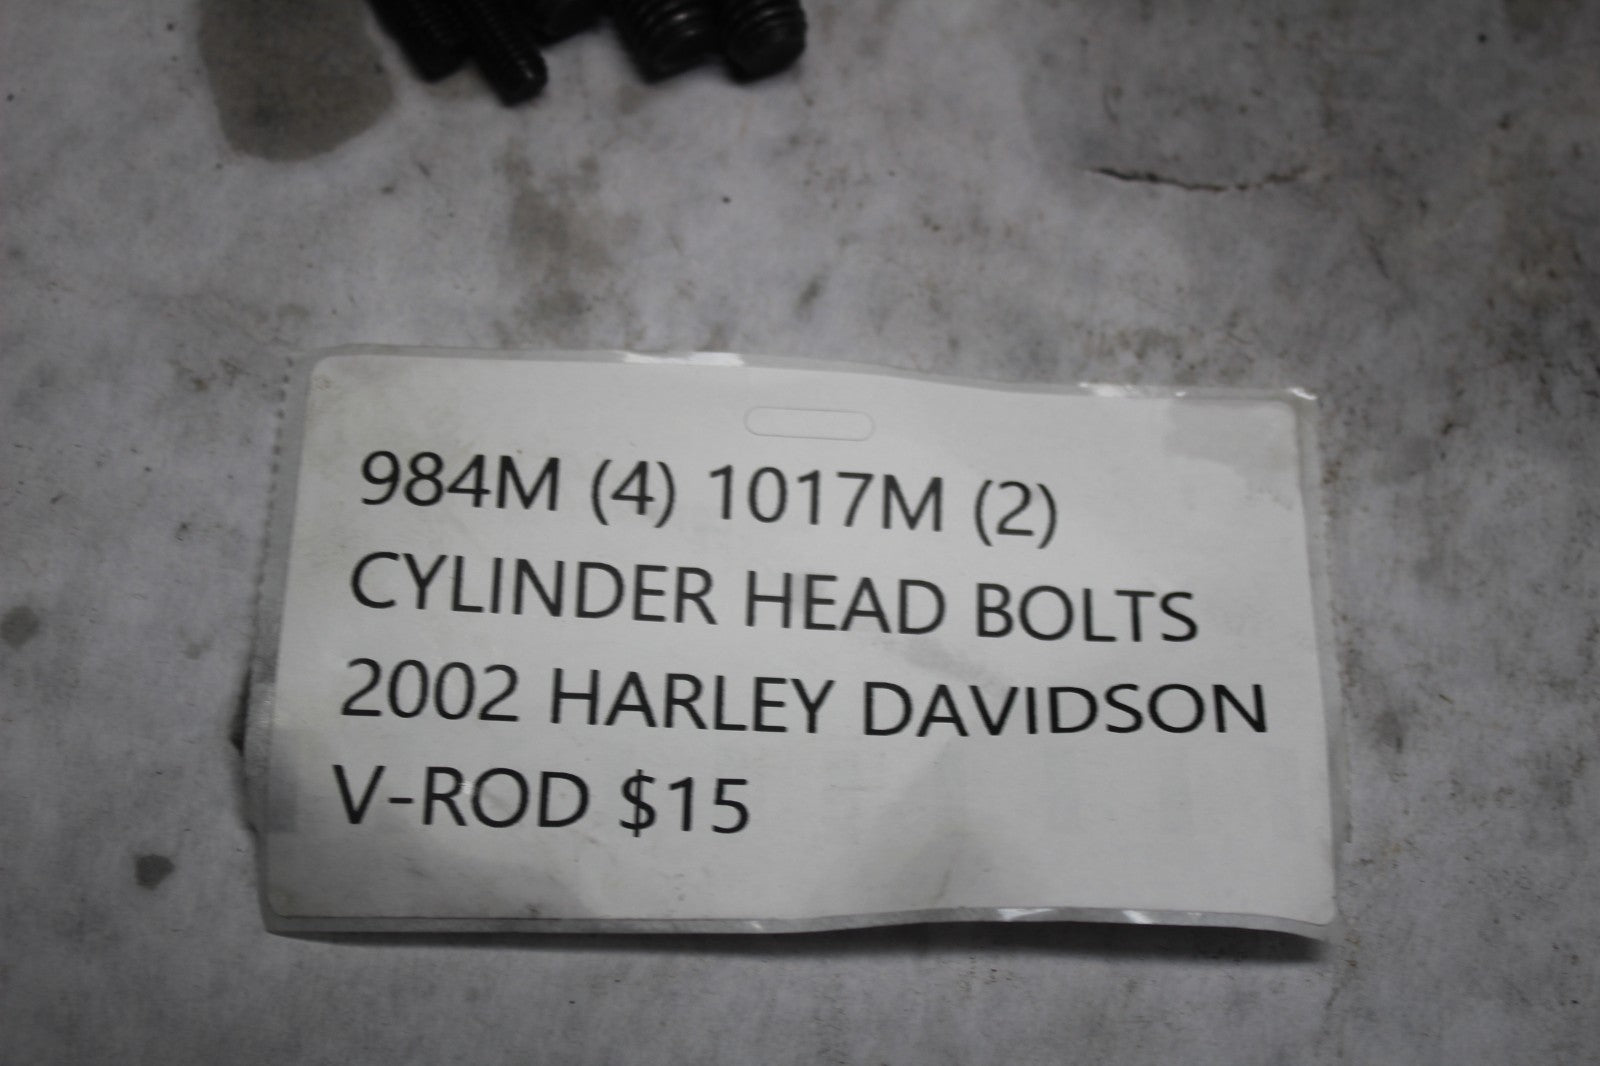 984M (4) 1017M (2)
CYLINDER HEAD BOLTS
2002 HARLEY DAVIDSON
V-ROD $15